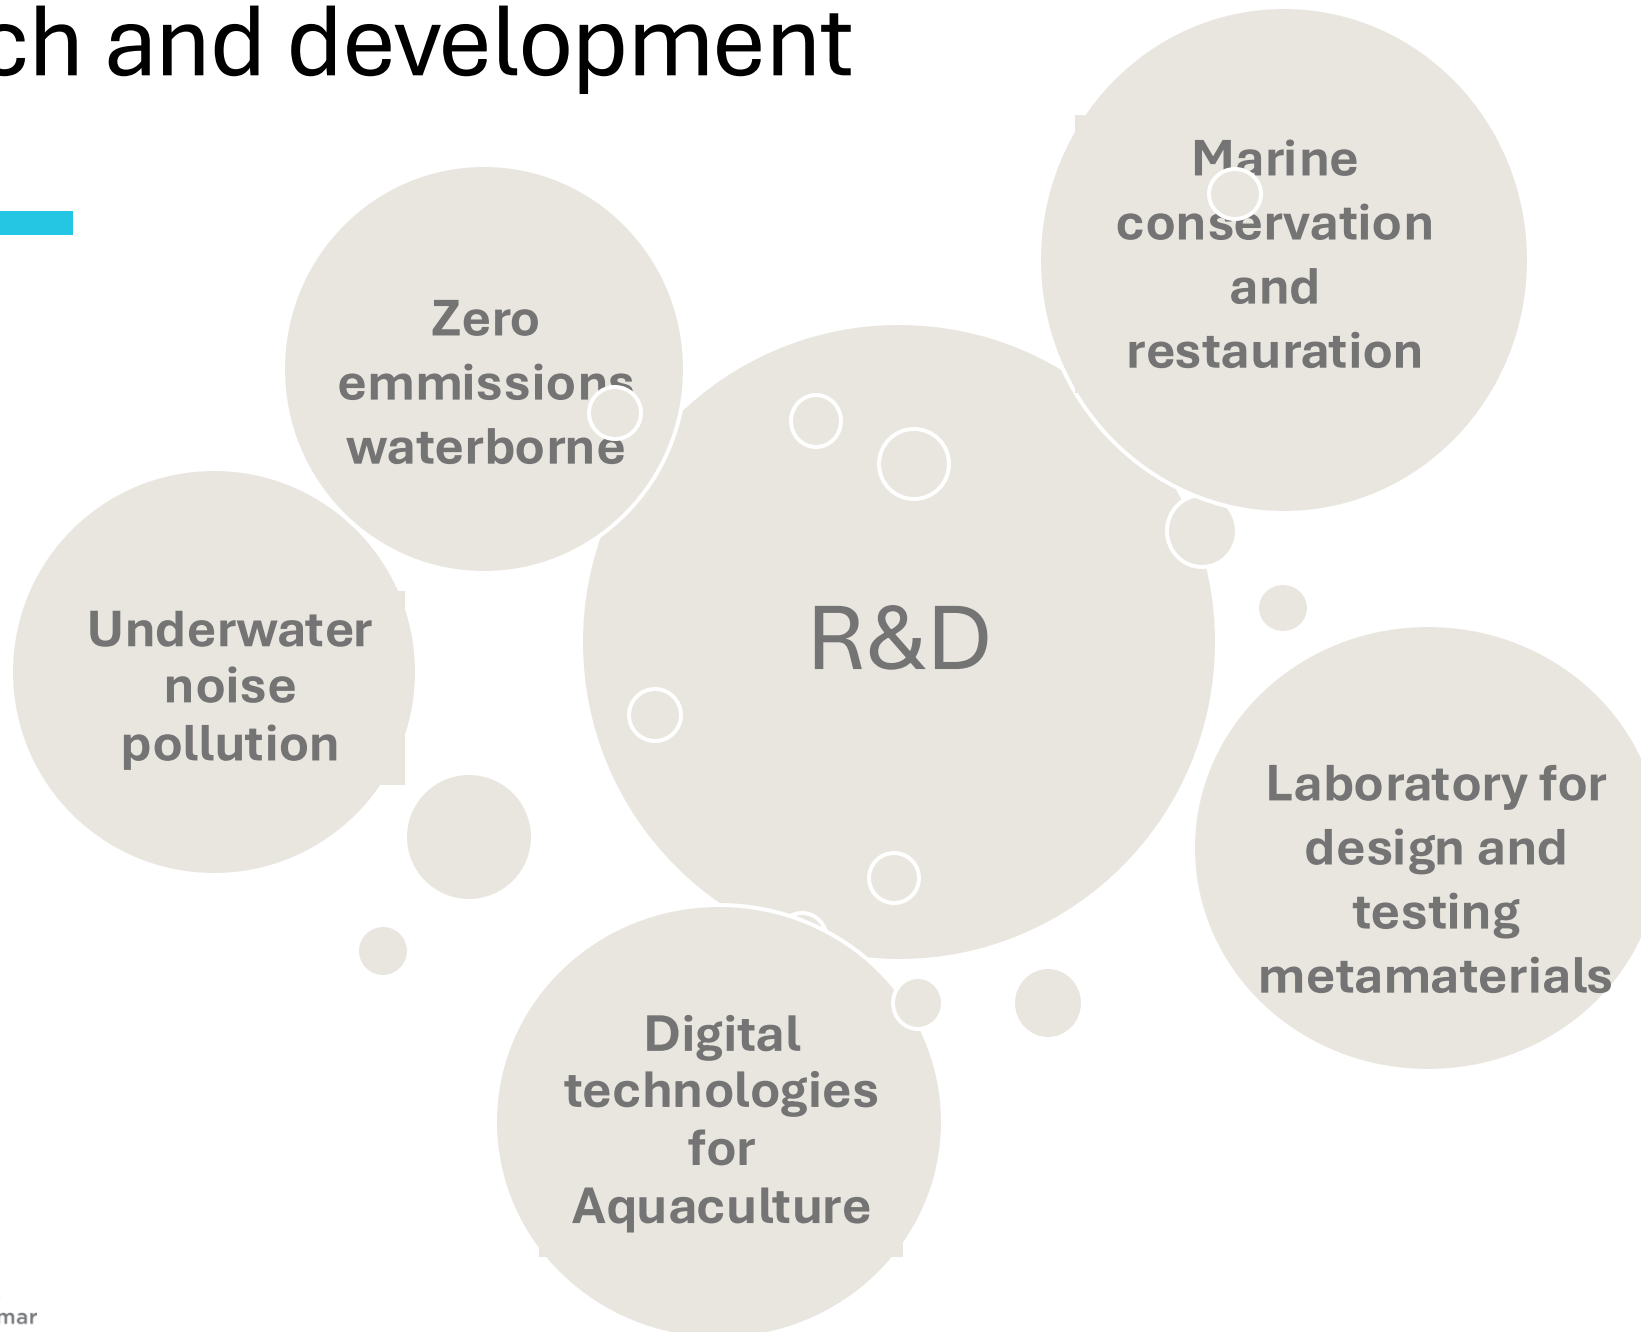 ch and development
Marine
conservation
and
restauration
Zero
emmissions
waterborne
R&D
Underwater
noise
pollution
Laboratory for
design and
testing
metamaterials
Digital
technologies
for
Aquaculture
mar